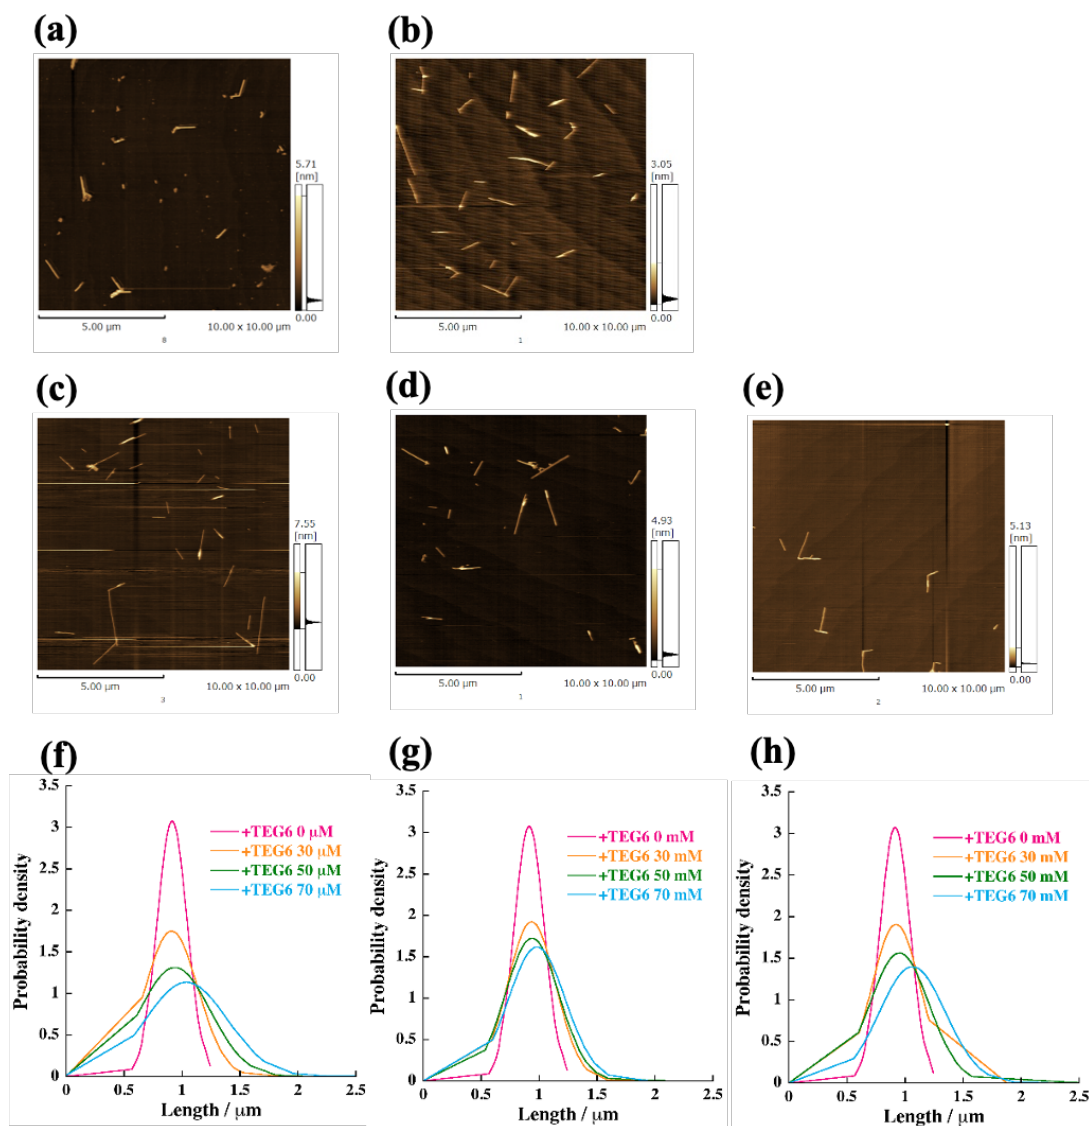 (a)
5.71
[nm]
0.00
5.00 μm
10.00 x 10.00 μm
8
(b)
3.05
[nm]
0.00
5.00 μm
10.00 x 10.00 μm
1
(c)
7.55
[nm]
0.00
5.00 μm
10.00 x 10.00 μm
3
(d)
4.93
[nm]
0.00
5.00 μm
10.00 x 10.00 μm
1
(e)
5.13
[nm]
0.00
5.00 μm
10.00 x 10.00 μm
2
(f)
3.5
3
2.5
2
1.5
1
0.5
0
Probability density
+TEG6 0 μM
+TEG6 30 μM
+TEG6 50 μM
+TEG6 70 μM
0
0.5
1
1.5
2
2.5
Length / μm
(g)
3.5
3
2.5
2
1.5
1
0.5
0
Probability density
+TEG6 0 mM
+TEG6 30 mM
+TEG6 50 mM
+TEG6 70 mM
0
0.5
1
1.5
2
2.5
Length / μm
(h)
3.5
3
2.5
2
1.5
1
0.5
0
Probability density
+TEG6 0 mM
+TEG6 30 mM
+TEG6 50 mM
+TEG6 70 mM
0
0.5
1
1.5
2
2.5
Length / μm